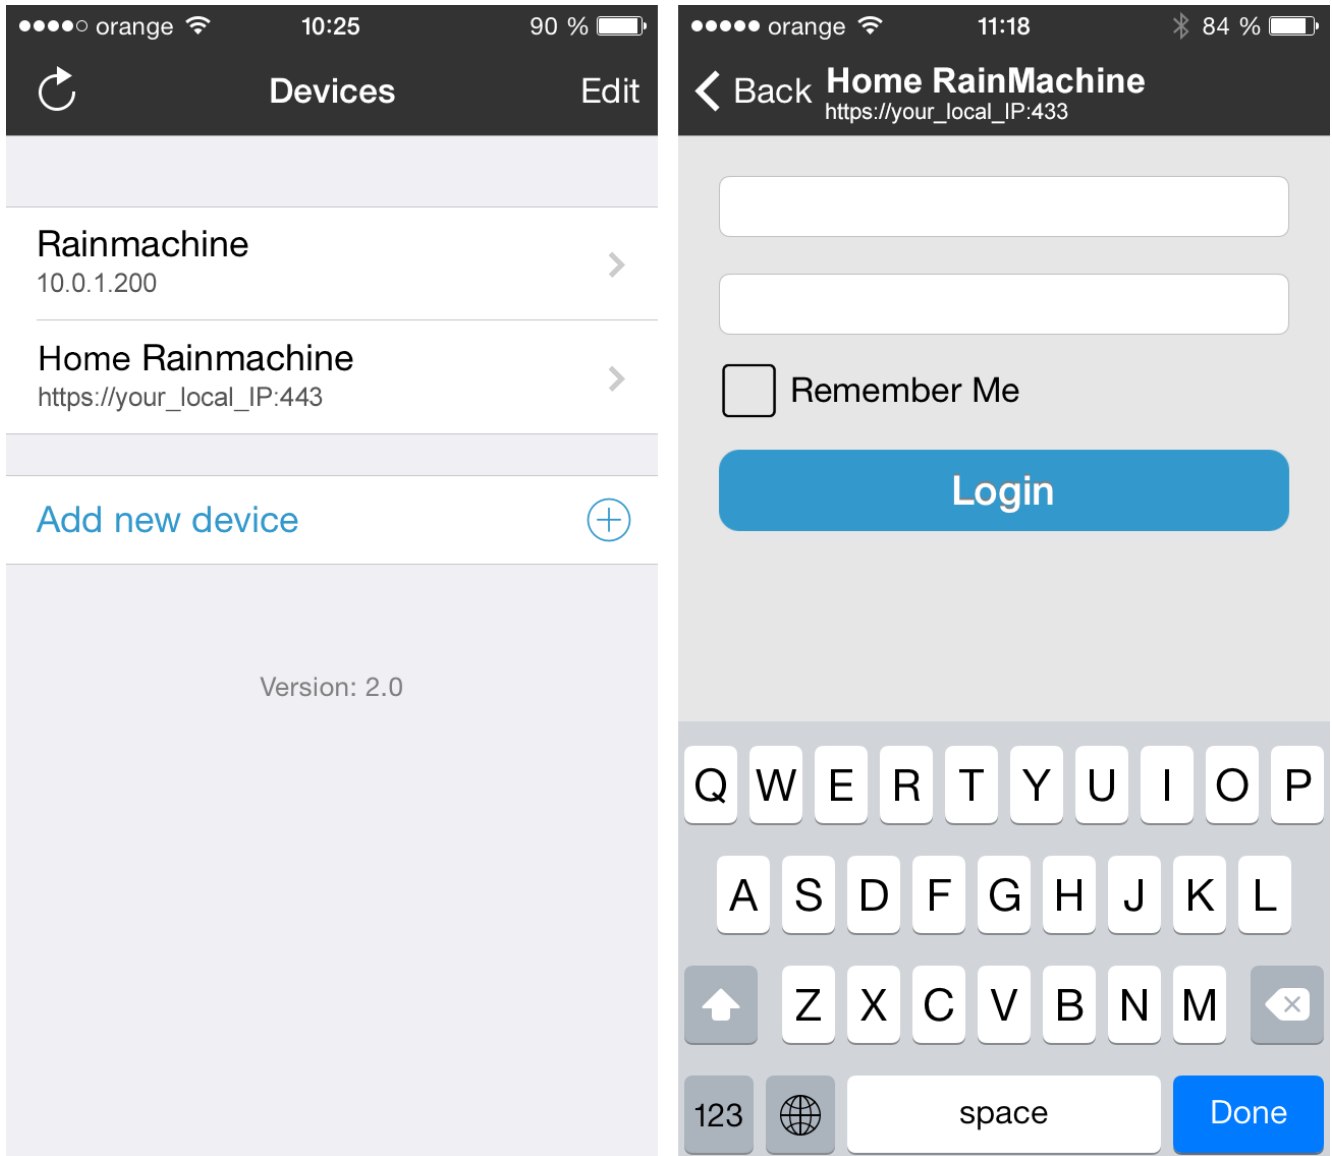 orange 10:25 90 %
Devices Edit
Rainmachine
10.0.1.200
Home Rainmachine
https://your_local_IP:443
Add new device
Version: 2.0
orange 11:18 84 %
Back Home RainMachine
https://your_local_IP:433
Remember Me
Login
Q W E R T Y U I O P
A S D F G H J K L
Z X C V B N M
123 space Done